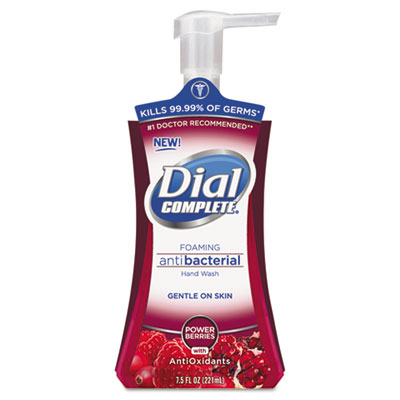 KILLS 99.99% OF GERMS*
#1 DOCTOR RECOMMENDED**
NEW!
Dial
COMPLETE®
FOAMING
antibacterial
Hand Wash
GENTLE ON SKIN
POWER
BERRIES
with
AntiOxidants
7.5 FL OZ (221mL)